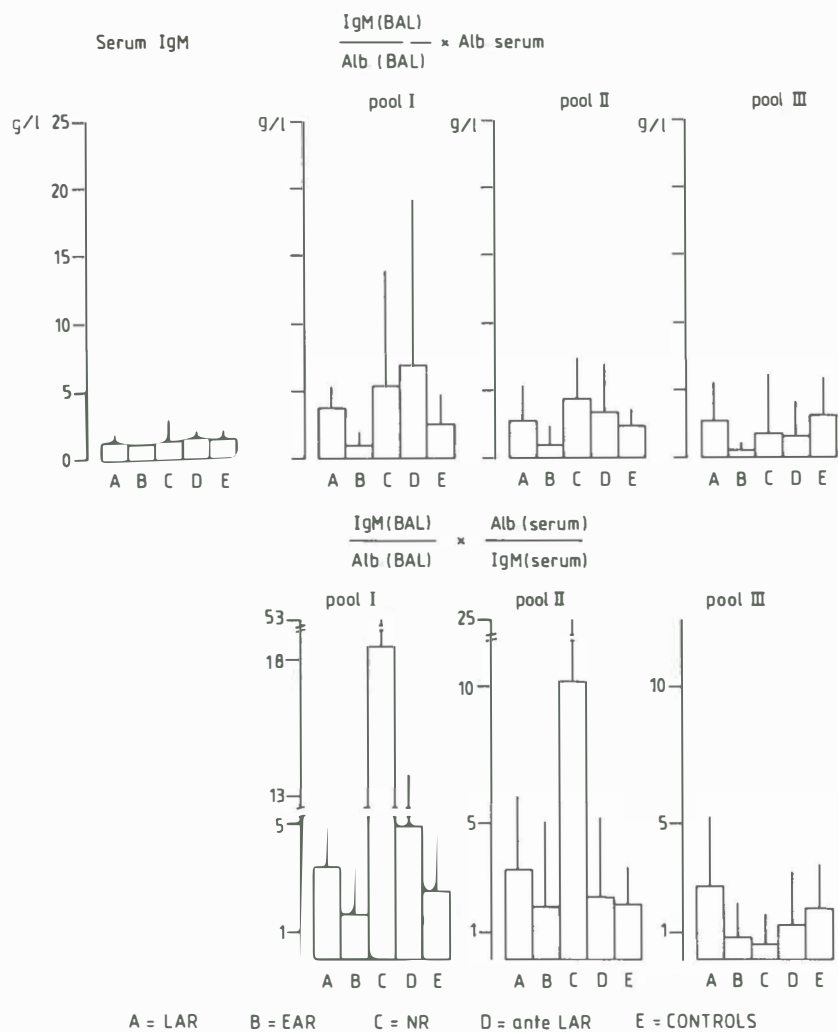 Serum IgM
IgM(BAL)
Alb (BAL) × Alb serum
pool I
pool II
pool III
g/l 25
20
15
10
5
0
g/l
g/l
g/l
A B C D E
A B C D E
A B C D E
A B C D E
IgM(BAL) × Alb (serum)
Alb (BAL) IgM(serum)
pool I
pool II
pool III
53
18
13
5
1
25
10
5
1
10
5
1
A B C D E
A B C D E
A B C D E
A = LAR B = EAR C = NR D = ante LAR E = CONTROLS